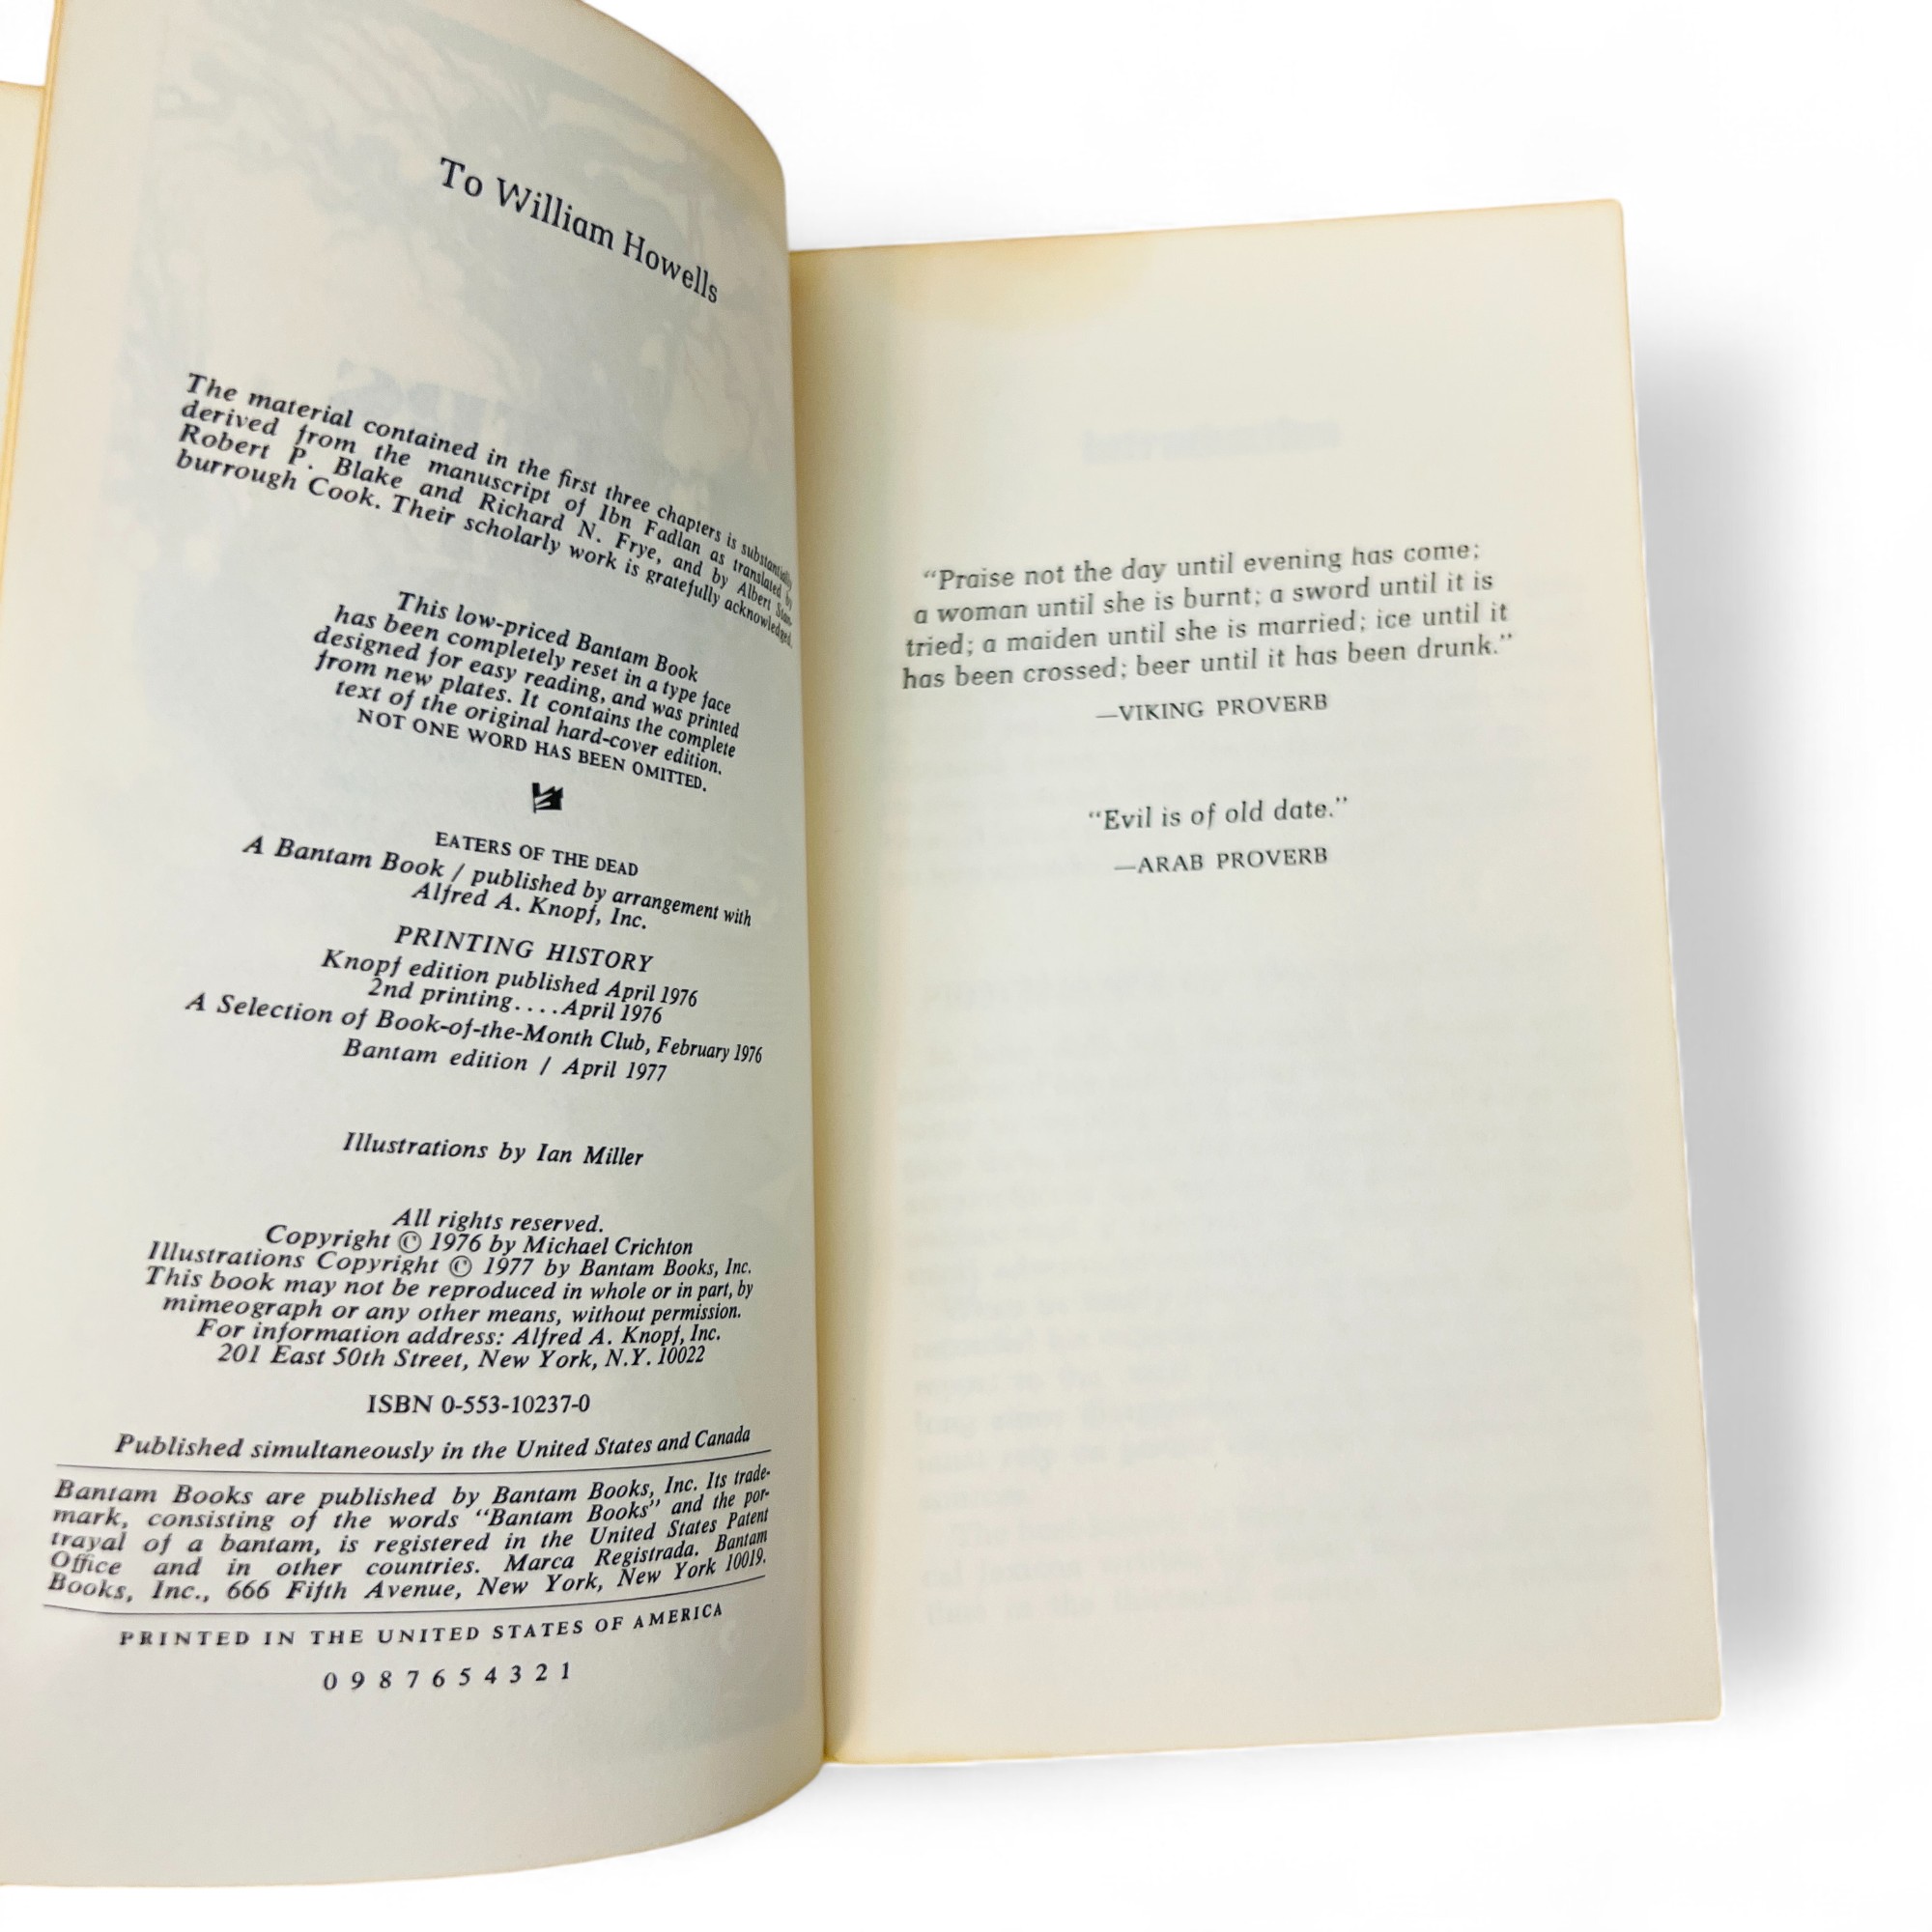 To William Howells
The material contained in the first three chapters is substantially
derived from the manuscript of Ibn Fadlan as translated by
Robert P. Blake and Richard N. Frye, and by Albert Stan-
burrough Cook. Their scholarly work is gratefully acknowledged.
This low-priced Bantam Book
has been completely reset in a type face
designed for easy reading, and was printed
from new plates. It contains the complete
text of the original hard-cover edition.
NOT ONE WORD HAS BEEN OMITTED.
EATERS OF THE DEAD
A Bantam Book / published by arrangement with
Alfred A. Knopf, Inc.
PRINTING HISTORY
Knopf edition published April 1976
2nd printing....April 1976
A Selection of Book-of-the-Month Club, February 1976
Bantam edition / April 1977
Illustrations by Ian Miller
All rights reserved.
Copyright © 1976 by Michael Crichton
Illustrations Copyright © 1977 by Bantam Books, Inc.
This book may not be reproduced in whole or in part, by
mimeograph or any other means, without permission.
For information address: Alfred A. Knopf, Inc.
201 East 50th Street, New York, N.Y. 10022
ISBN 0-553-10237-0
Published simultaneously in the United States and Canada
Bantam Books are published by Bantam Books, Inc. Its trade-
mark, consisting of the words "Bantam Books" and the por-
trayal of a bantam, is registered in the United States Patent
Office and in other countries. Marca Registrada. Bantam
Books, Inc., 666 Fifth Avenue, New York, New York 10019.
PRINTED IN THE UNITED STATES OF AMERICA
0 9 8 7 6 5 4 3 2 1
"Praise not the day until evening has come;
a woman until she is burnt; a sword until it is
tried; a maiden until she is married; ice until it
has been crossed; beer until it has been drunk."
—VIKING PROVERB
"Evil is of old date."
—ARAB PROVERB